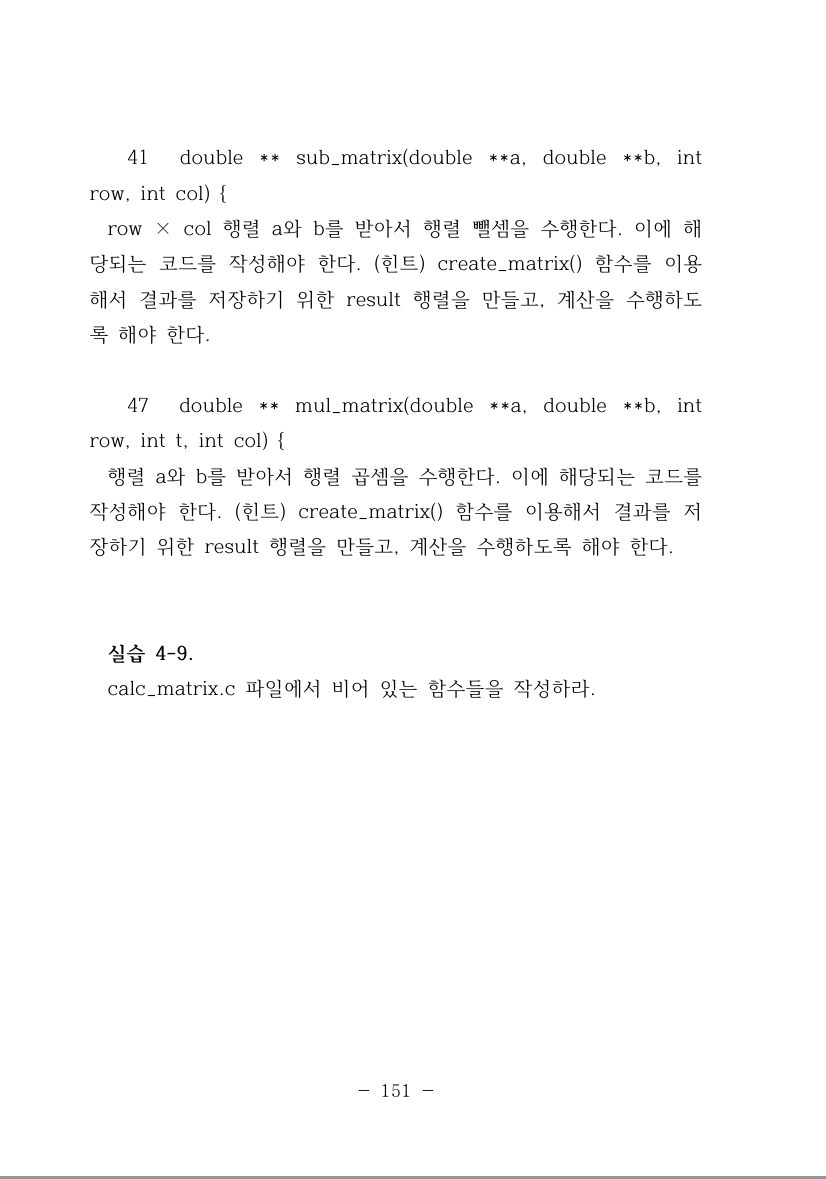 41 double ** sub_matrix(double **a, double **b, int
row, int col) {
row × col 행렬 a와 b를 받아서 행렬 뺄셈을 수행한다. 이에 해
당되는 코드를 작성해야 한다. (힌트) create_matrix() 함수를 이용
해서 결과를 저장하기 위한 result 행렬을 만들고, 계산을 수행하도
록 해야 한다.
47 double ** mul_matrix(double **a, double **b, int
row, int t, int col) {
행렬 a와 b를 받아서 행렬 곱셈을 수행한다. 이에 해당되는 코드를
작성해야 한다. (힌트) create_matrix() 함수를 이용해서 결과를 저
장하기 위한 result 행렬을 만들고, 계산을 수행하도록 해야 한다.
실습 4-9.
calc_matrix.c 파일에서 비어 있는 함수들을 작성하라.
- 151 -